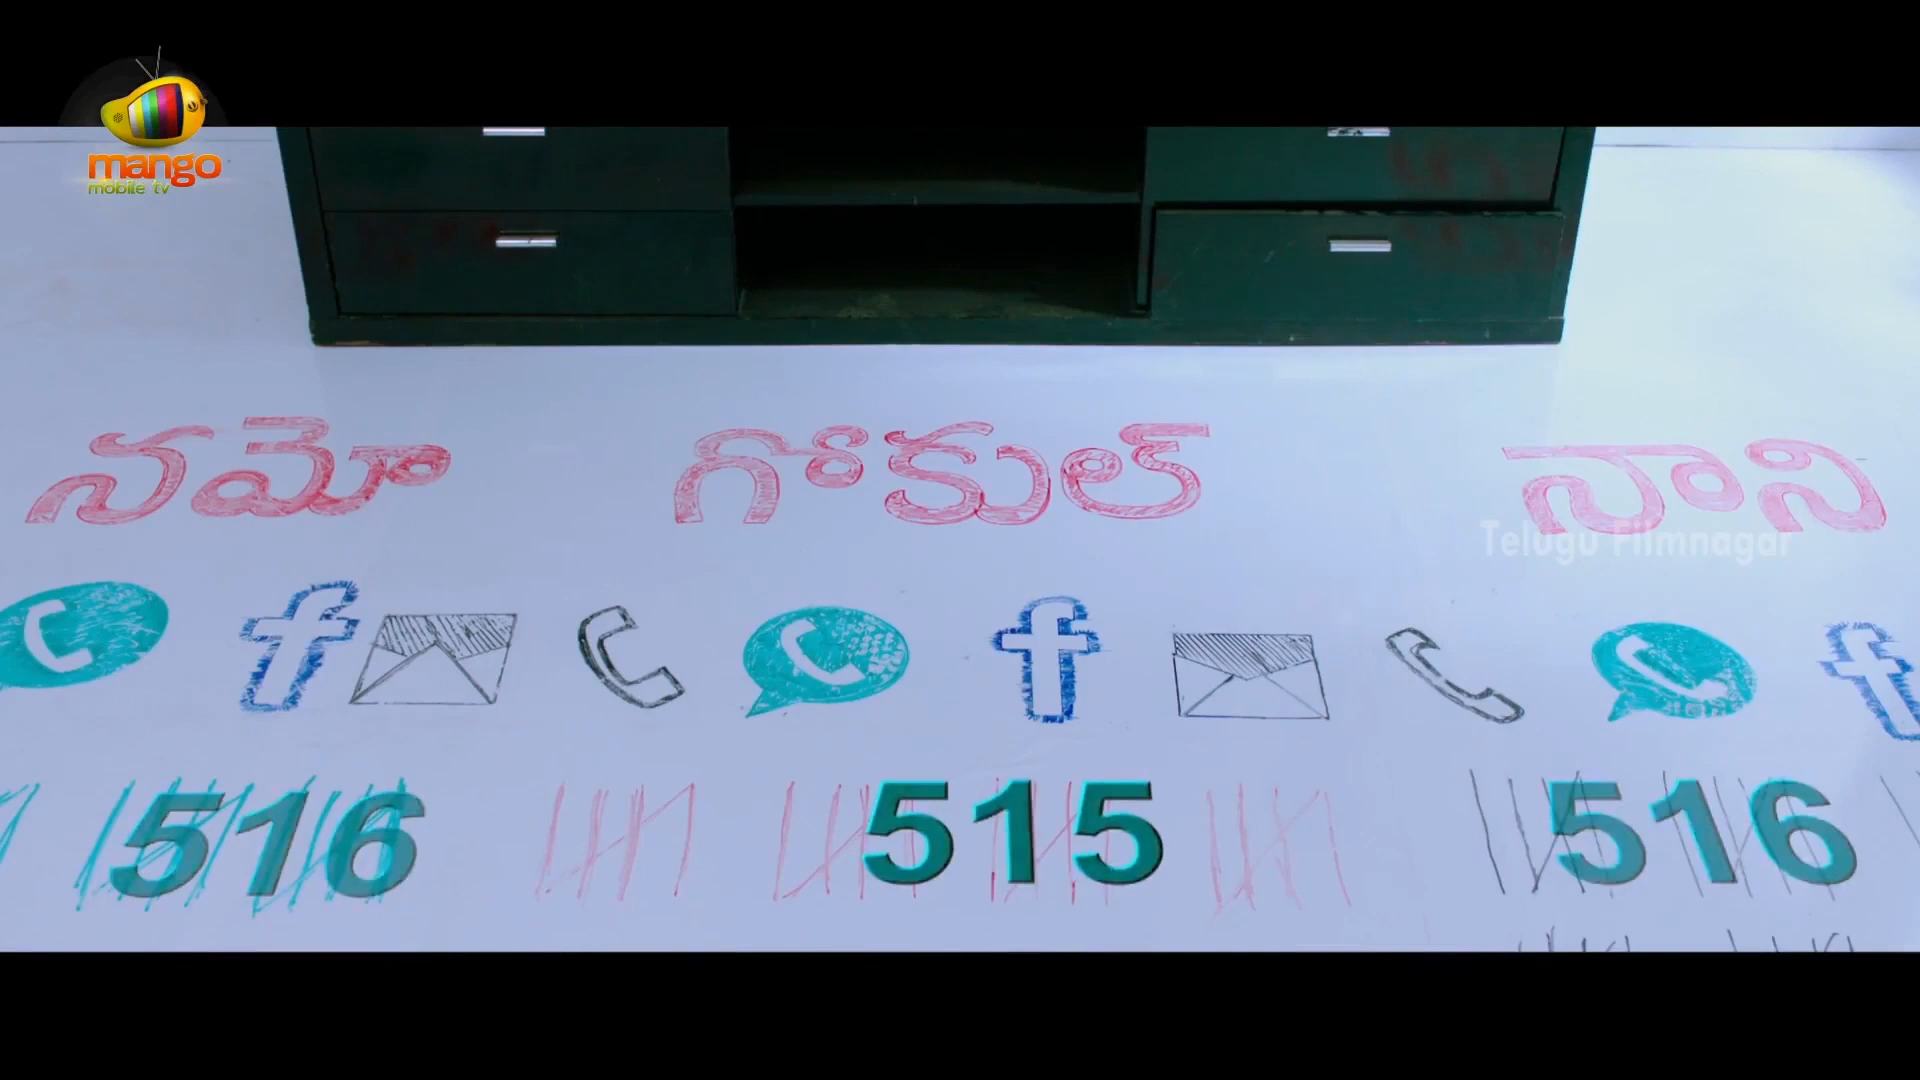 mango
mobile tv
నమో గోకుల్ నాని
Telugu Filmnagar
f f f
516 515 516